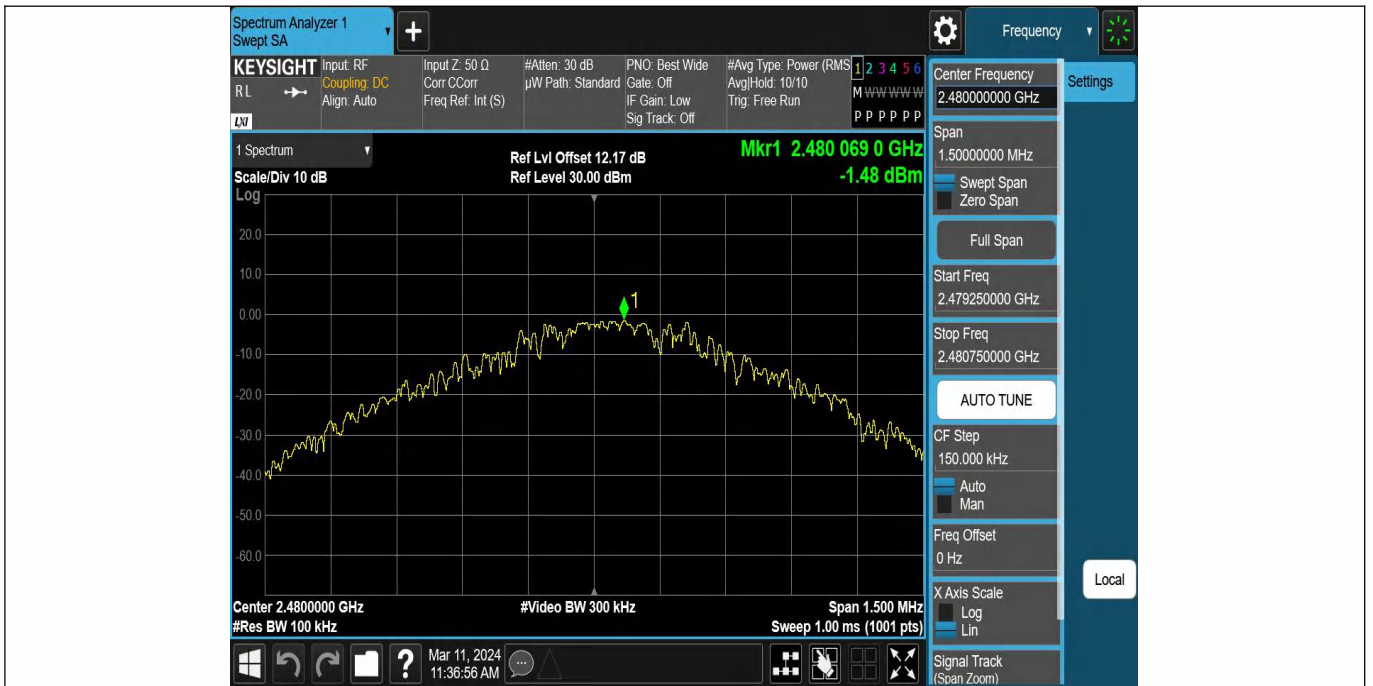 Spectrum Analyzer 1
Swept SA
+
Frequency
KEYSIGHT
RL
LXI
Input: RF
Coupling: DC
Align: Auto
Input Z: 50 Ω
Corr CCorr
Freq Ref: Int (S)
#Atten: 30 dB
µW Path: Standard
PNO: Best Wide
Gate: Off
IF Gain: Low
Sig Track: Off
#Avg Type: Power (RMS
Avg|Hold: 10/10
Trig: Free Run
1 2 3 4 5 6
M W W W W W
P P P P P P
1 Spectrum
Scale/Div 10 dB
Ref Lvl Offset 12.17 dB
Ref Level 30.00 dBm
Mkr1 2.480 069 0 GHz
-1.48 dBm
Log
20.0
10.0
0.00
-10.0
-20.0
-30.0
-40.0
-50.0
-60.0
1
Center 2.4800000 GHz
#Res BW 100 kHz
#Video BW 300 kHz
Span 1.500 MHz
Sweep 1.00 ms (1001 pts)
Center Frequency
2.480000000 GHz
Settings
Span
1.50000000 MHz
Swept Span
Zero Span
Full Span
Start Freq
2.479250000 GHz
Stop Freq
2.480750000 GHz
AUTO TUNE
CF Step
150.000 kHz
Auto
Man
Freq Offset
0 Hz
X Axis Scale
Log
Lin
Local
Signal Track
(Span Zoom)
?
Mar 11, 2024
11:36:56 AM